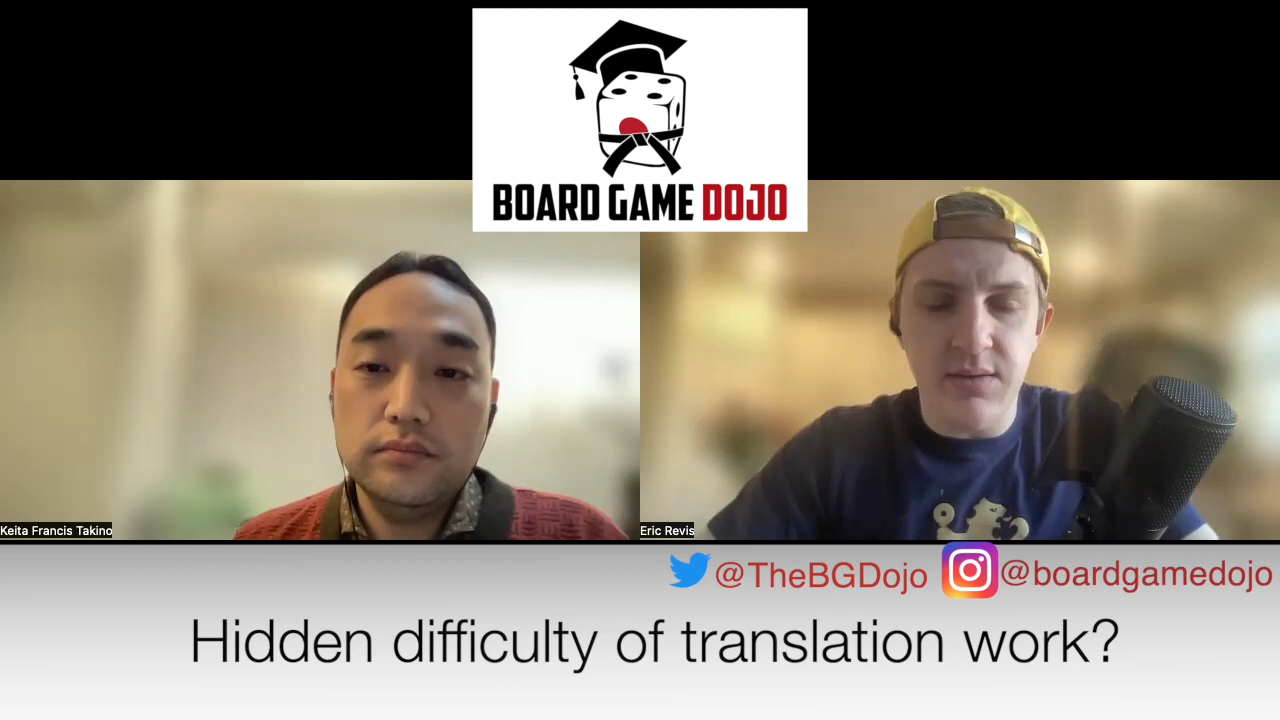 BOARD GAME DOJO
Keita Francis Takino
Eric Revis
@TheBGDojo
@boardgamedojo
Hidden difficulty of translation work?